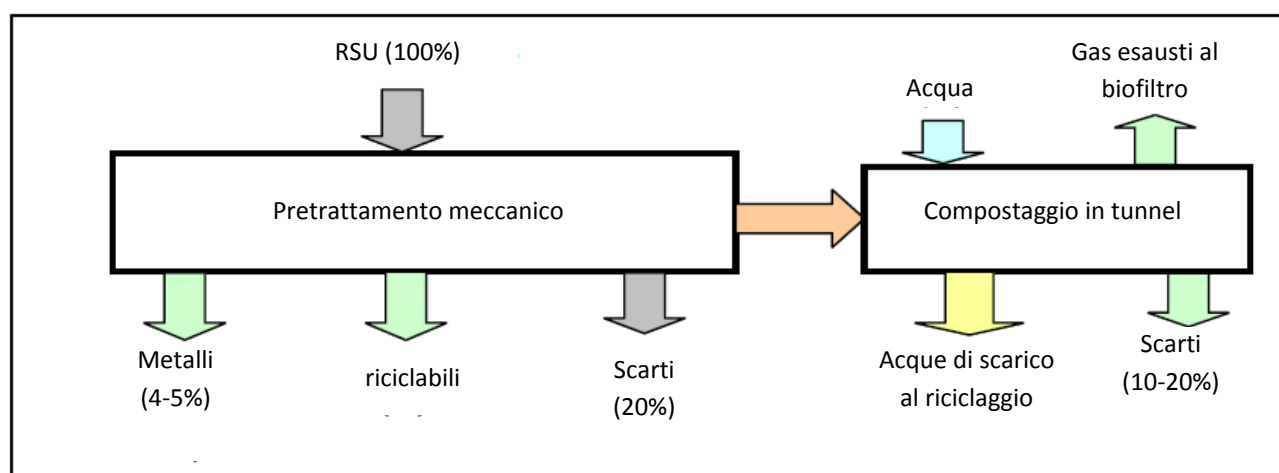 RSU (100%)
Gas esausti al
biofiltro
Acqua
Pretrattamento meccanico
Compostaggio in tunnel
Metalli
(4-5%)
riciclabili
Scarti
(20%)
Acque di scarico
al riciclaggio
Scarti
(10-20%)